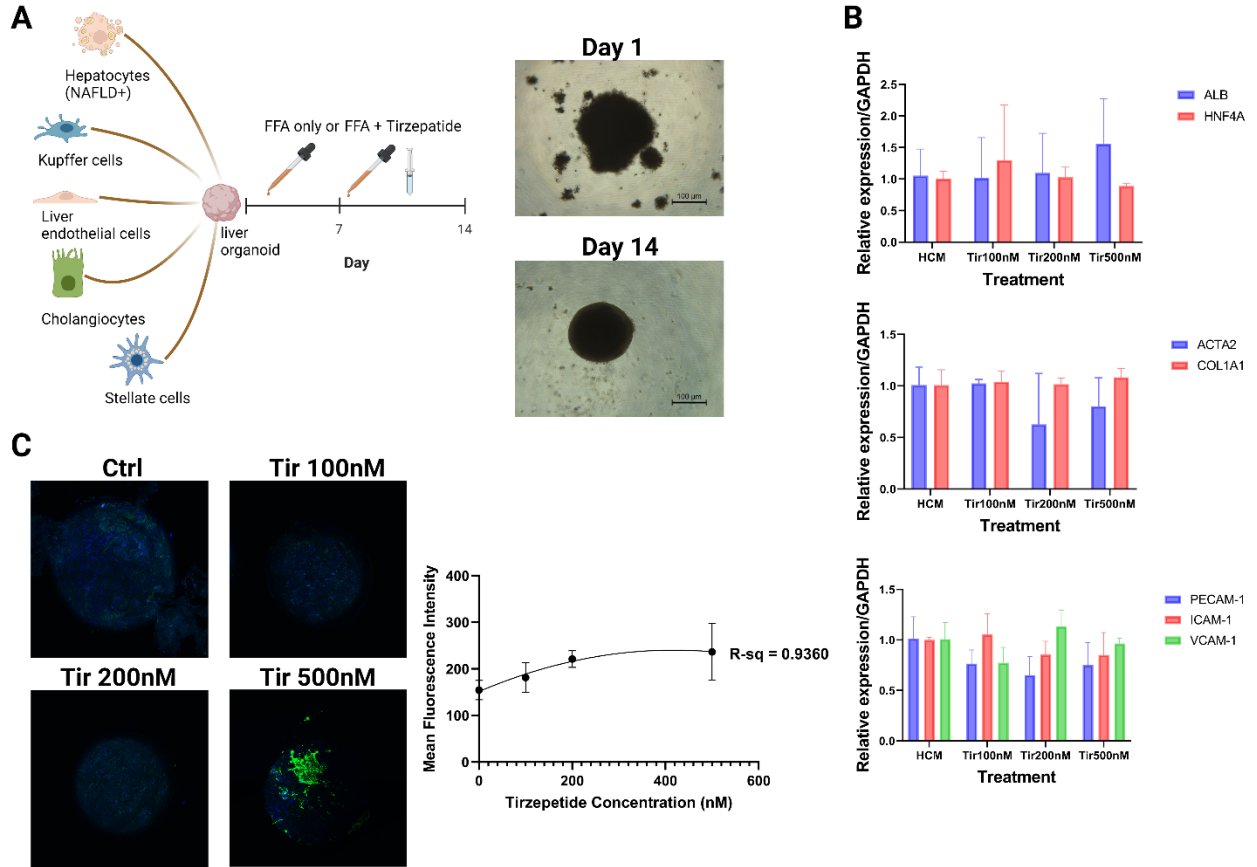 A
Hepatocytes
(NAFLD+)
Kupffer cells
Liver
endothelial cells
Cholangiocytes
Stellate cells
liver
organoid
FFA only or FFA + Tirzepatide
7
14
Day
Day 1
100 µm
Day 14
100 µm
B
Relative expression/GAPDH
2.5
2.0
1.5
1.0
0.5
0.0
HCM
Tir100nM
Tir200nM
Tir500nM
Treatment
ALB
HNF4A
Relative expression/GAPDH
1.5
1.0
0.5
0.0
HCM
Tir100nM
Tir200nM
Tir500nM
Treatment
ACTA2
COL1A1
Relative expression/GAPDH
1.5
1.0
0.5
0.0
HCM
Tir100nM
Tir200nM
Tir500nM
Treatment
PECAM-1
ICAM-1
VCAM-1
C
Ctrl
Tir 100nM
Tir 200nM
Tir 500nM
Mean Fluorescence Intensity
400
300
200
100
0
0
200
400
600
Tirzepetide Concentration (nM)
R-sq = 0.9360